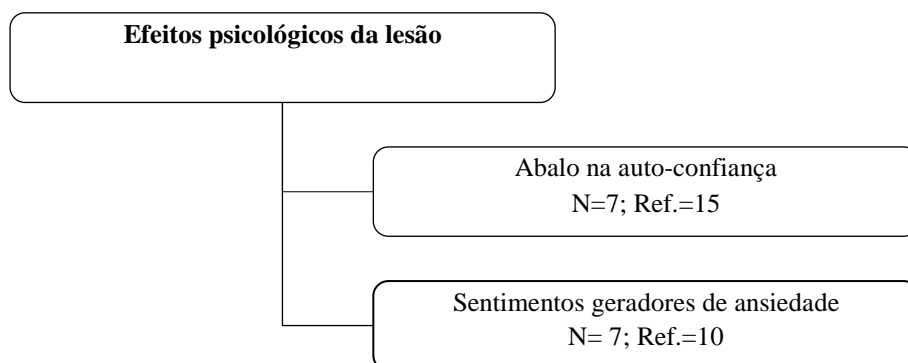 Efeitos psicológicos da lesão
Abalo na auto-confiança
N=7; Ref.=15
Sentimentos geradores de ansiedade
N= 7; Ref.=10